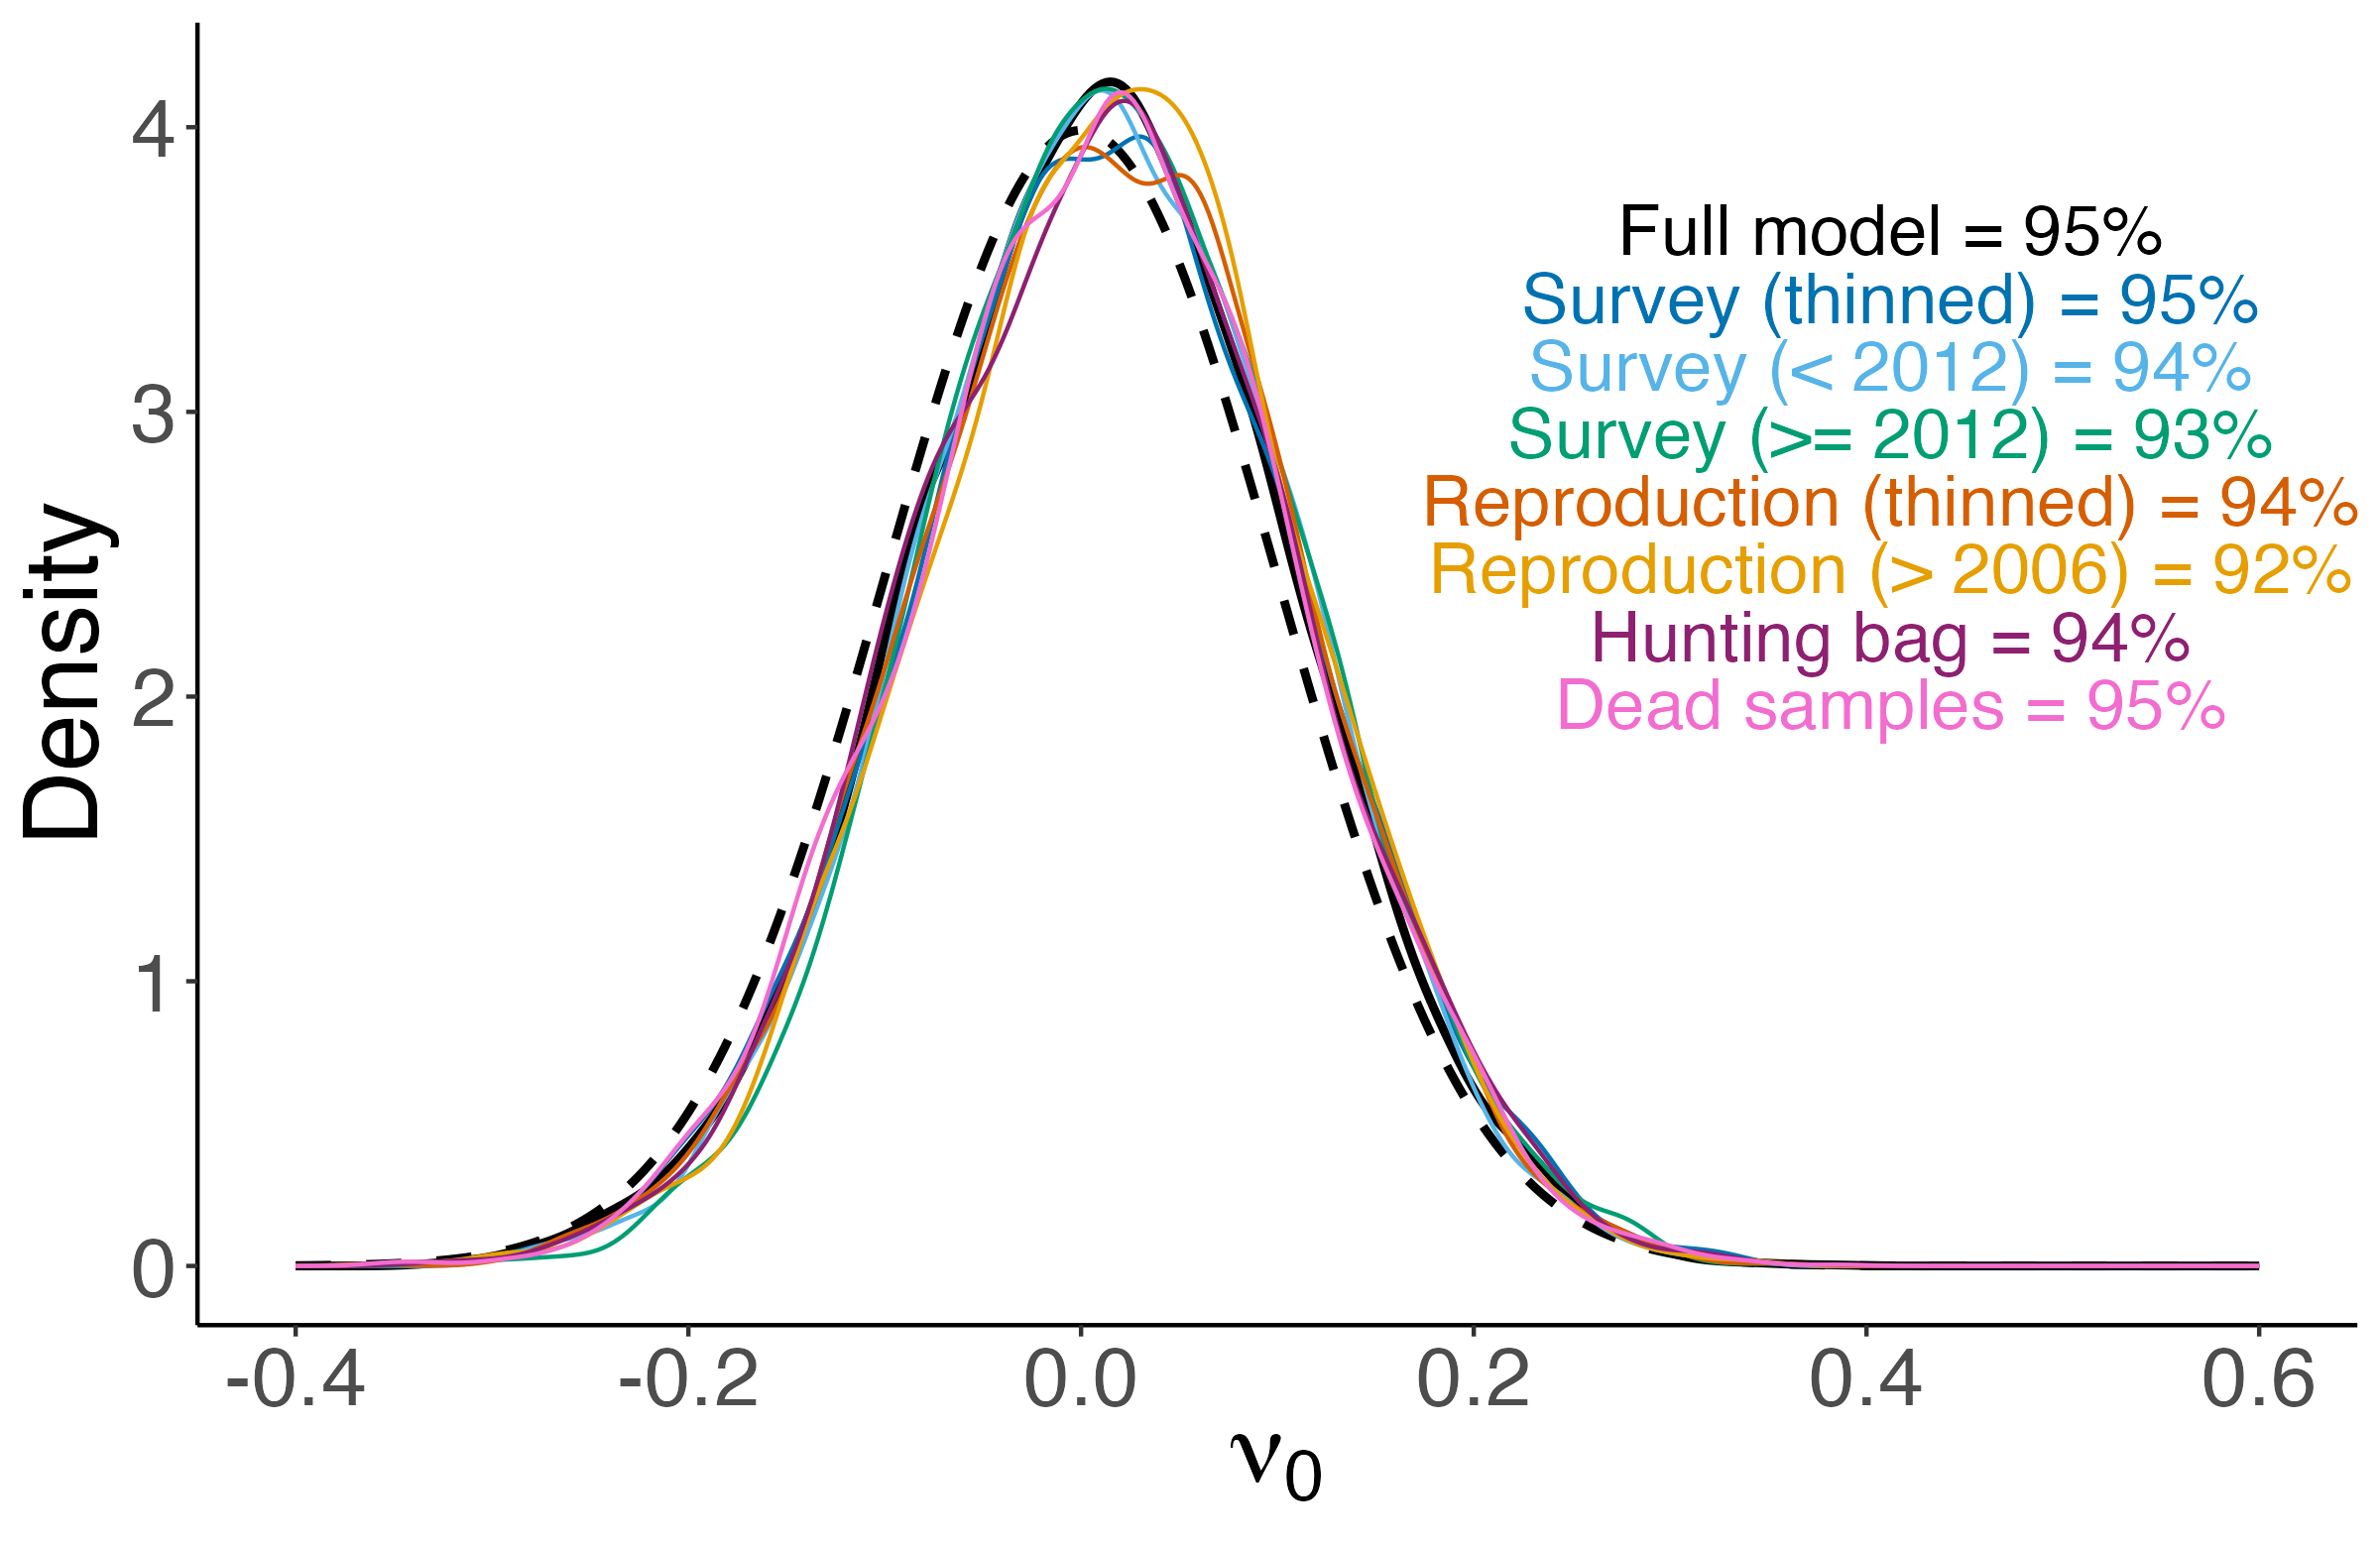 Full model = 95%
Survey (thinned) = 95%
Survey (< 2012) = 94%
Survey (>= 2012) = 93%
Reproduction (thinned) = 94%
Reproduction (> 2006) = 92%
Hunting bag = 94%
Dead samples = 95%
Density
4
3
2
1
0
-0.4 -0.2 0.0 0.2 0.4 0.6
ν₀